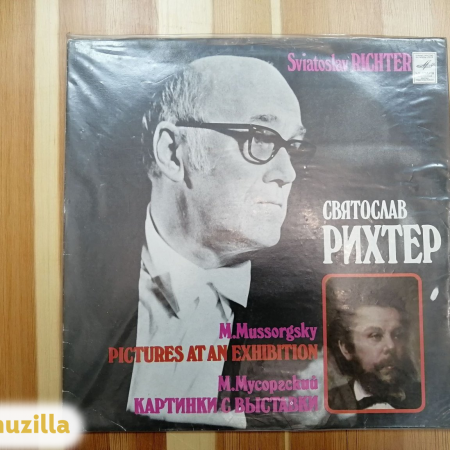 Sviatoslav RICHTER
СВЯТОСЛАВ
РИХТЕР
M.Mussorgsky
PICTURES AT AN EXHIBITION
М.Мусоргский
КАРТИНКИ С ВЫСТАВКИ
uzilla